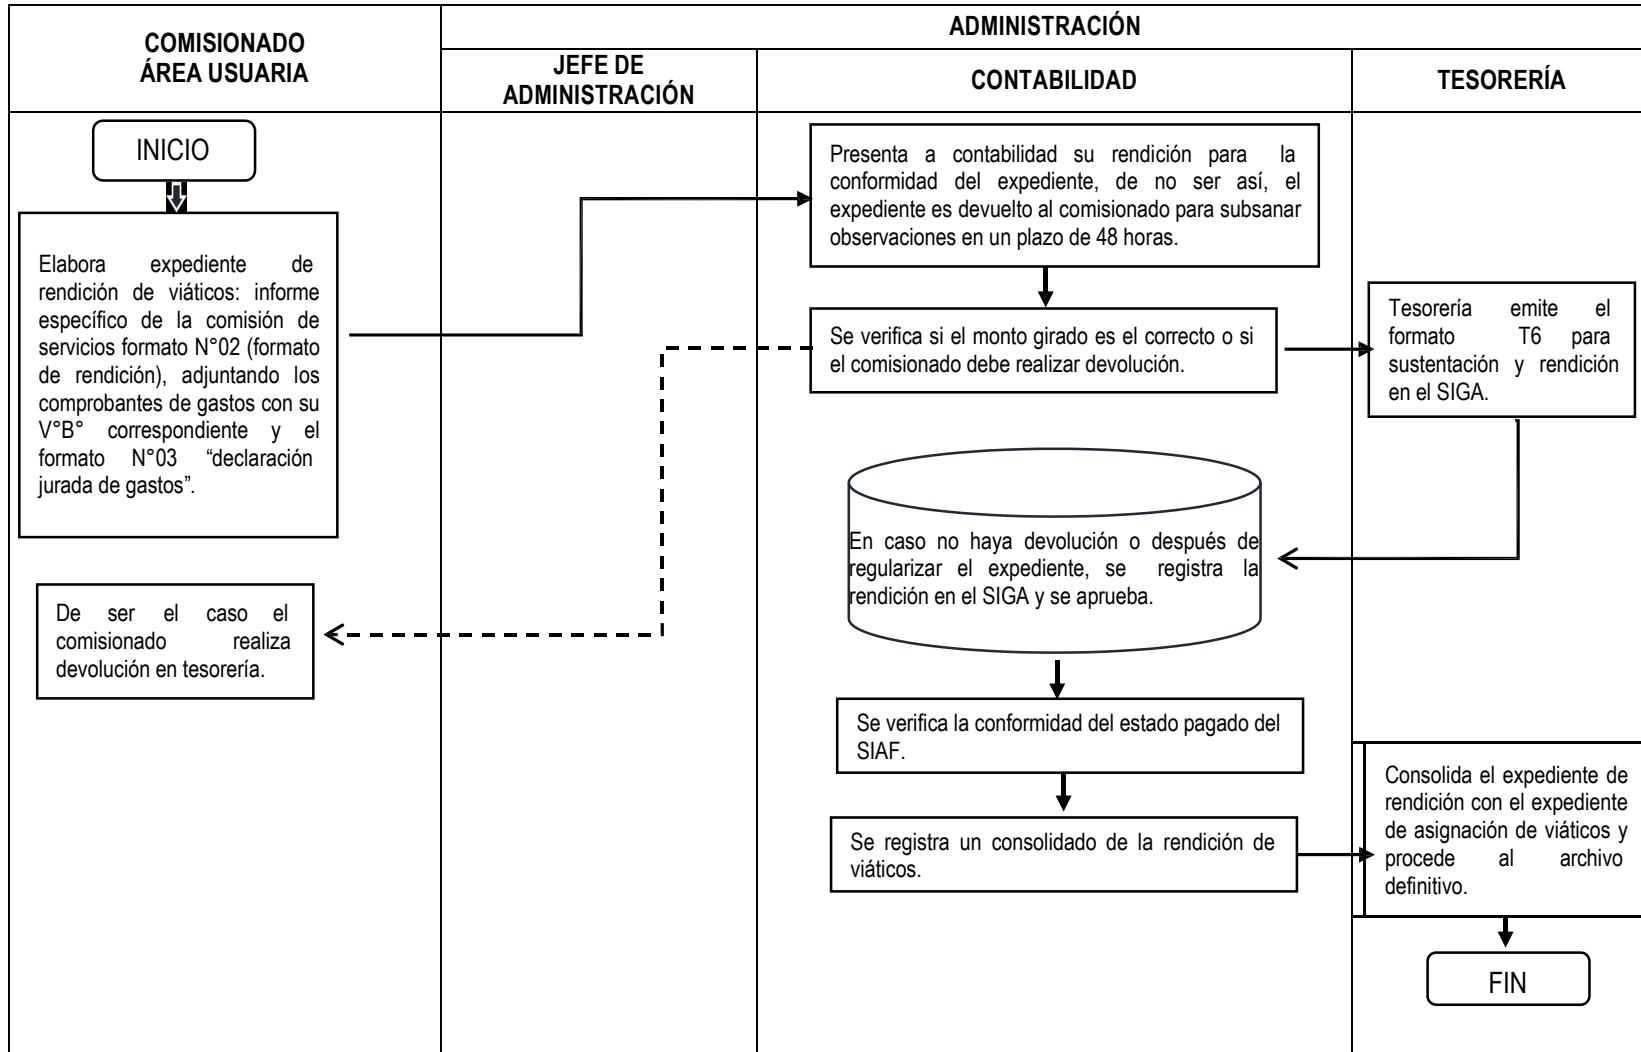 COMISIONADO
ÁREA USUARIA
ADMINISTRACIÓN
JEFE DE
ADMINISTRACIÓN
CONTABILIDAD
TESORERÍA
INICIO
Elabora expediente de
rendición de viáticos: informe
específico de la comisión de
servicios formato N°02 (formato
de rendición), adjuntando los
comprobantes de gastos con su
V°B° correspondiente y el
formato N°03 “declaración
jurada de gastos”.
Presenta a contabilidad su rendición para la
conformidad del expediente, de no ser así, el
expediente es devuelto al comisionado para subsanar
observaciones en un plazo de 48 horas.
Se verifica si el monto girado es el correcto o si
el comisionado debe realizar devolución.
Tesorería emite el
formato T6 para
sustentación y rendición
en el SIGA.
En caso no haya devolución o después de
regularizar el expediente, se registra la
rendición en el SIGA y se aprueba.
De ser el caso el
comisionado realiza
devolución en tesorería.
Se verifica la conformidad del estado pagado del
SIAF.
Se registra un consolidado de la rendición de
viáticos.
Consolida el expediente de
rendición con el expediente
de asignación de viáticos y
procede al archivo
definitivo.
FIN